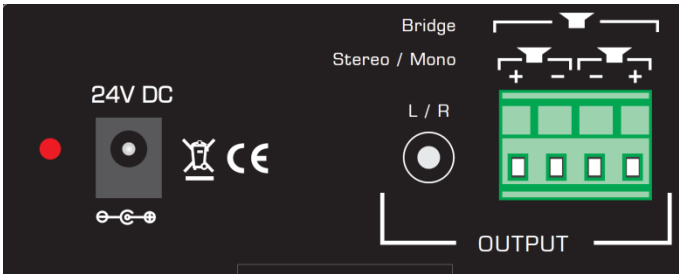 Bridge
Stereo / Mono
+ − − +
24V DC
L / R
CE
OUTPUT